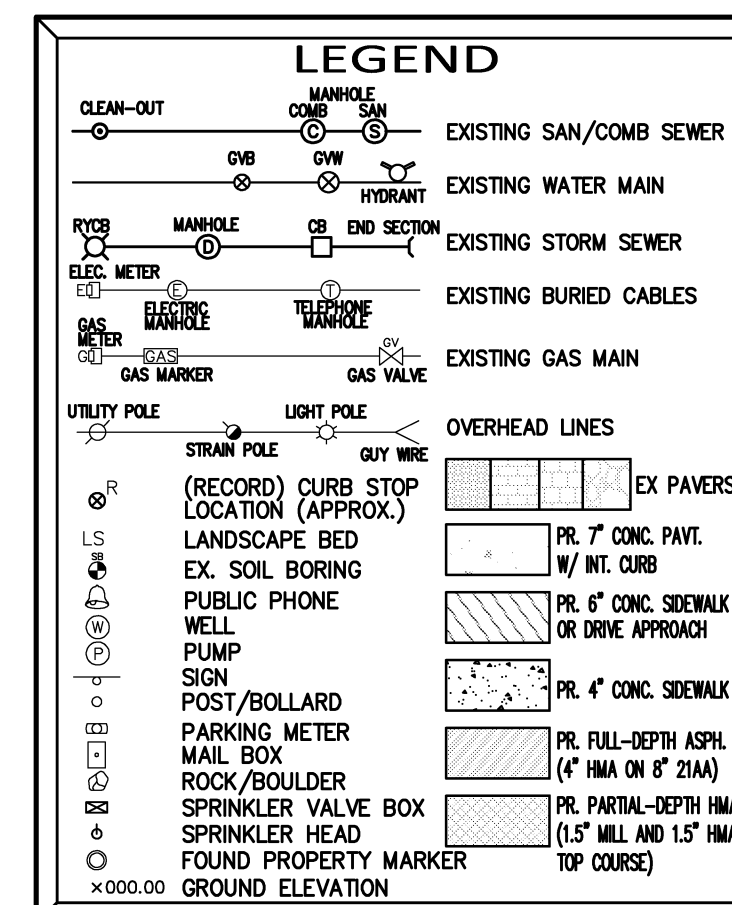 LEGEND
CLEAN-OUT
MANHOLE
COMB SAN
C S
EXISTING SAN/COMB SEWER
GVB GVW
HYDRANT
EXISTING WATER MAIN
RYCB MANHOLE CB END SECTION
D
EXISTING STORM SEWER
ELEC. METER
E E T
ELECTRIC MANHOLE
TELEPHONE MANHOLE
EXISTING BURIED CABLES
GAS METER
G GAS GV
GAS MARKER GAS VALVE
EXISTING GAS MAIN
UTILITY POLE LIGHT POLE
STRAIN POLE GUY WIRE
OVERHEAD LINES
R (RECORD) CURB STOP
LOCATION (APPROX.)
LS LANDSCAPE BED
SB EX. SOIL BORING
PUBLIC PHONE
W WELL
P PUMP
SIGN
POST/BOLLARD
PARKING METER
MAIL BOX
ROCK/BOULDER
SPRINKLER VALVE BOX
SPRINKLER HEAD
FOUND PROPERTY MARKER
×000.00 GROUND ELEVATION
EX PAVERS
PR. 7" CONC. PAVT.
W/ INT. CURB
PR. 6" CONC. SIDEWALK
OR DRIVE APPROACH
PR. 4" CONC. SIDEWALK
PR. FULL-DEPTH ASPH.
(4" HMA ON 8" 21AA)
PR. PARTIAL-DEPTH HMA
(1.5" MILL AND 1.5" HMA
TOP COURSE)